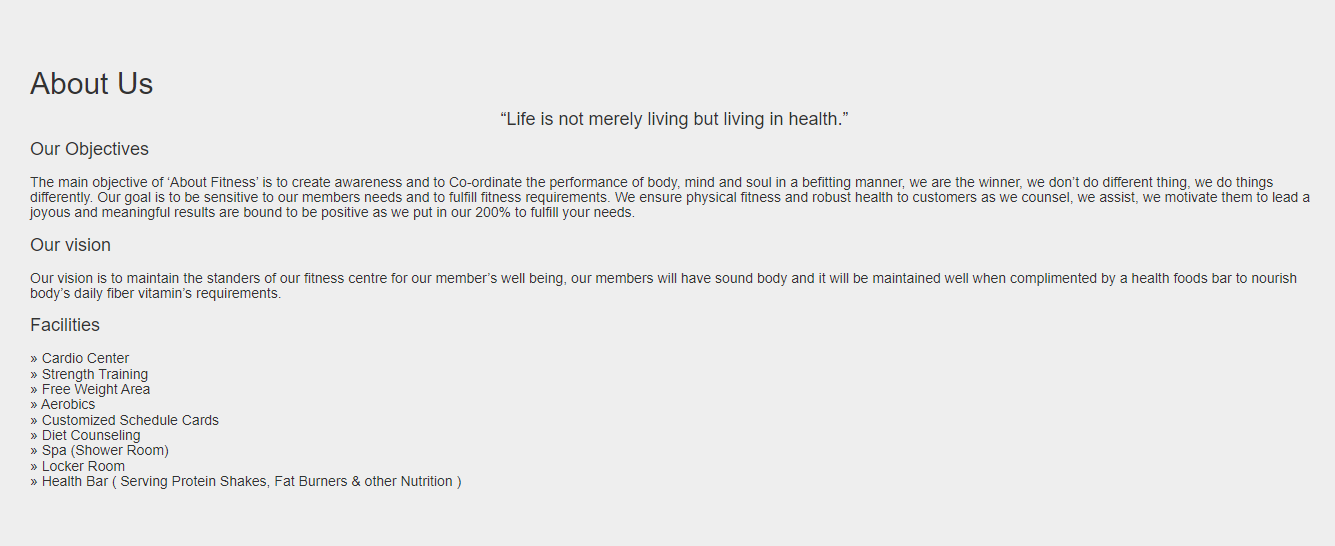 About Us
“Life is not merely living but living in health.”
Our Objectives
The main objective of ‘About Fitness’ is to create awareness and to Co-ordinate the performance of body, mind and soul in a befitting manner, we are the winner, we don’t do different thing, we do things
differently. Our goal is to be sensitive to our members needs and to fulfill fitness requirements. We ensure physical fitness and robust health to customers as we counsel, we assist, we motivate them to lead a
joyous and meaningful results are bound to be positive as we put in our 200% to fulfill your needs.
Our vision
Our vision is to maintain the standers of our fitness centre for our member’s well being, our members will have sound body and it will be maintained well when complimented by a health foods bar to nourish
body’s daily fiber vitamin’s requirements.
Facilities
» Cardio Center
» Strength Training
» Free Weight Area
» Aerobics
» Customized Schedule Cards
» Diet Counseling
» Spa (Shower Room)
» Locker Room
» Health Bar ( Serving Protein Shakes, Fat Burners & other Nutrition )